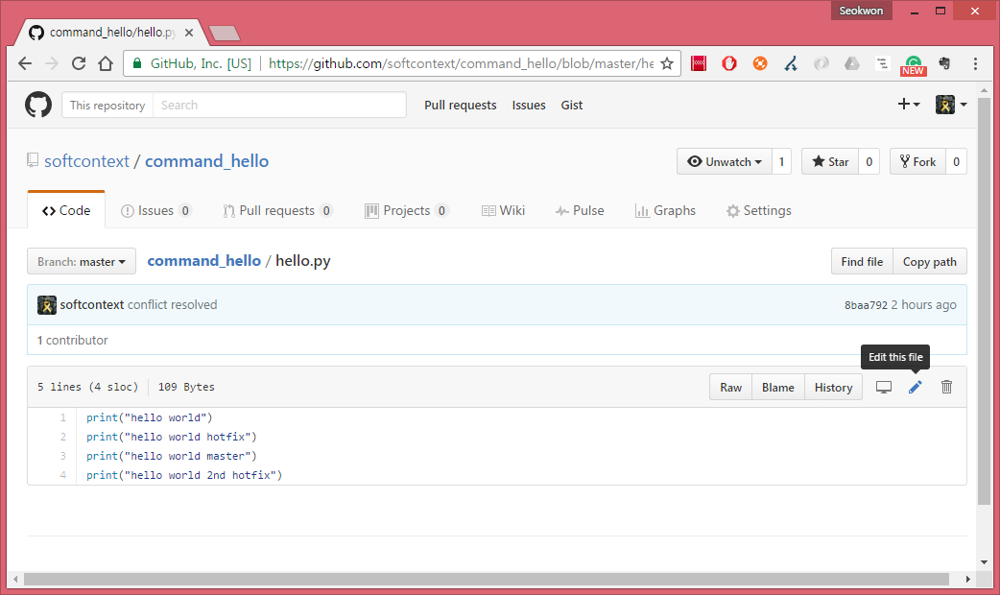 Seokwon
command_hello/hello.py
GitHub, Inc. [US] https://github.com/softcontext/command_hello/blob/master/he
NEW
This repository Search Pull requests Issues Gist
softcontext / command_hello Unwatch 1 Star 0 Fork 0
Code Issues 0 Pull requests 0 Projects 0 Wiki Pulse Graphs Settings
Branch: master command_hello / hello.py Find file Copy path
softcontext conflict resolved 8baa792 2 hours ago
1 contributor
Edit this file
5 lines (4 sloc) 109 Bytes Raw Blame History
1 print("hello world")
2 print("hello world hotfix")
3 print("hello world master")
4 print("hello world 2nd hotfix")